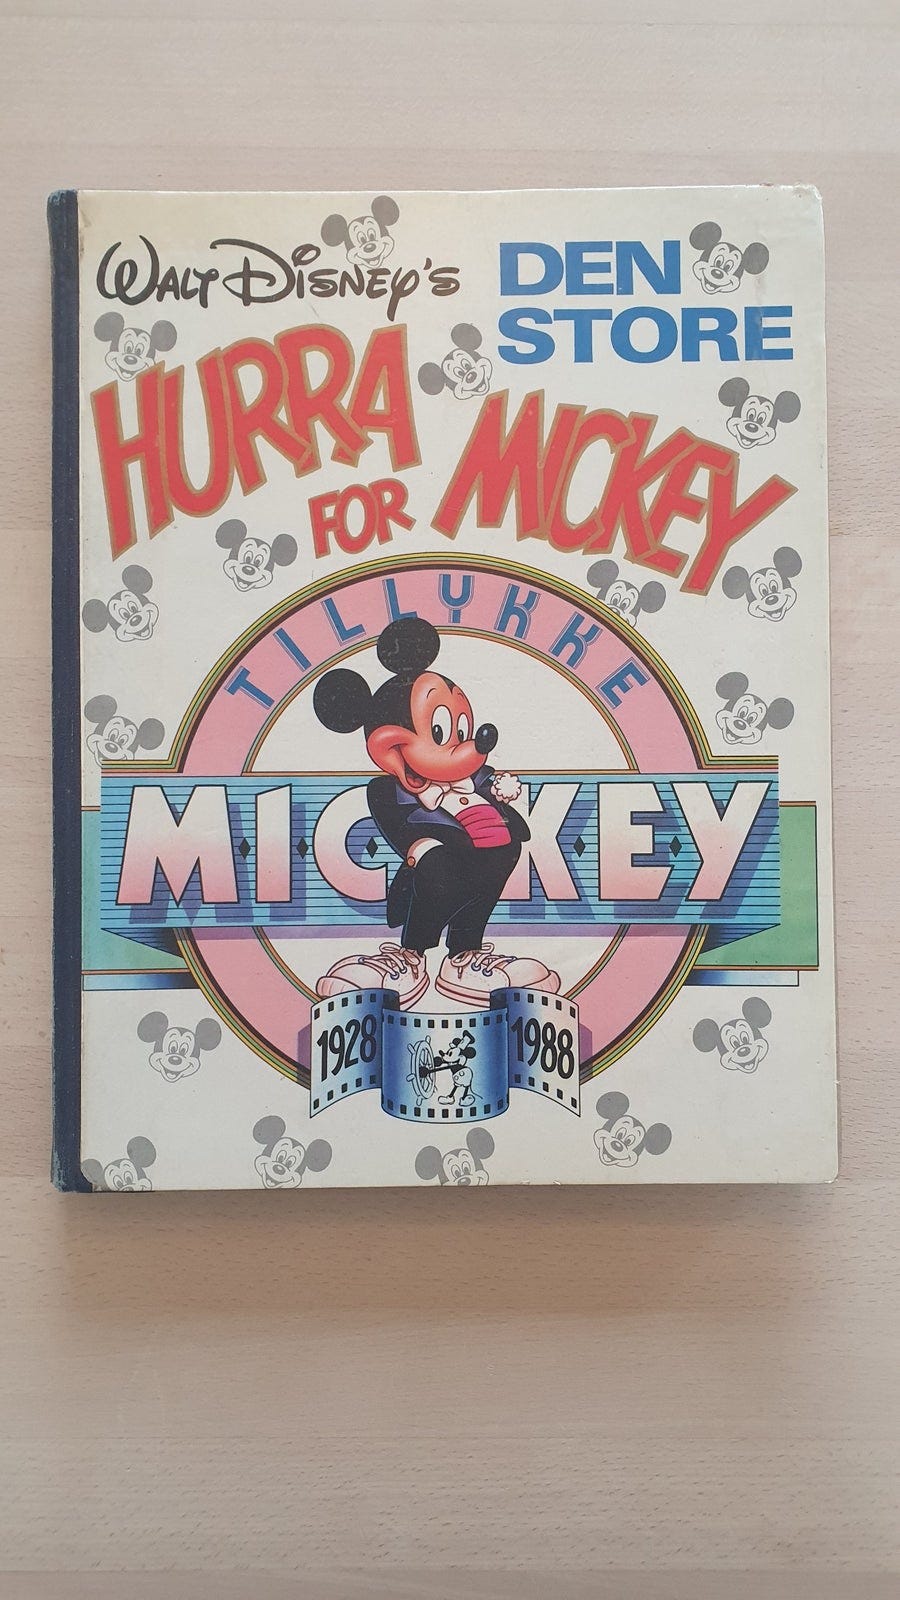 WALT DISNEY'S
DEN
STORE
HURRA
FOR MICKEY
TILLYKKE
MICKEY
1928 1988